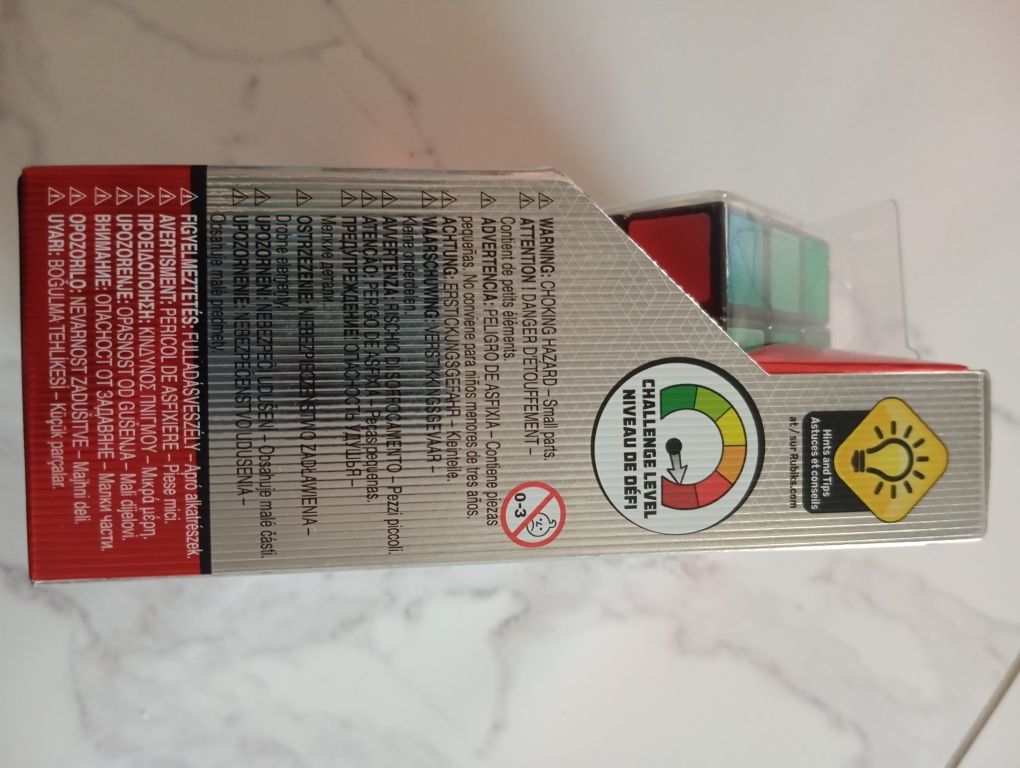 Hints and Tips
Astuces et conseils
at / sur Rubiks.com
CHALLENGE LEVEL
NIVEAU DE DÉFI
0-3
⚠ WARNING: CHOKING HAZARD – Small parts.
⚠ ATTENTION ! DANGER D'ÉTOUFFEMENT –
Contient de petits éléments.
⚠ ADVERTENCIA: PELIGRO DE ASFIXIA - Contiene piezas
pequeñas. No conviene para niños menores de tres años.
⚠ ACHTUNG: ERSTICKUNGSGEFAHR – Kleinteile.
⚠ WAARSCHUWING: VERSTIKKINGSGEVAAR –
Kleine onderdelen.
⚠ AVVERTENZA: RISCHIO DI SOFFOCAMENTO – Pezzi piccoli.
⚠ ATENÇÃO: PERIGO DE ASFIXIA – Peças pequenas.
⚠ ПРЕДУПРЕЖДЕНИЕ: ОПАСНОСТЬ УДУШЬЯ –
Мелкие детали.
⚠ OSTRZEŻENIE: NIEBEZPIECZEŃSTWO ZADŁAWIENIA –
Drobne elementy.
⚠ UPOZORNĚNÍ: NEBEZPEČÍ UDUŠENÍ – Obsahuje malé části.
⚠ UPOZORNENIE: NEBEZPEČENSTVO UDUSENIA –
Obsahuje malé predmety.
⚠ FIGYELMEZTETÉS: FULLADÁSVESZÉLY – Apró alkatrészek.
⚠ AVERTISMENT: PERICOL DE ASFIXIERE – Piese mici.
⚠ ΠΡΟΕΙΔΟΠΟΙΗΣΗ: ΚΙΝΔΥΝΟΣ ΠΝΙΓΜΟΥ – Μικρά μέρη.
⚠ UPOZORENJE: OPASNOST OD GUŠENJA – Mali dijelovi.
⚠ ВНИМАНИЕ: ОПАСНОСТ ОТ ЗАДАВЯНЕ – Малки части.
⚠ OPOZORILO: NEVARNOST ZADUŠITVE – Majhni deli.
⚠ UYARI: BOĞULMA TEHLİKESİ – Küçük parçalar.